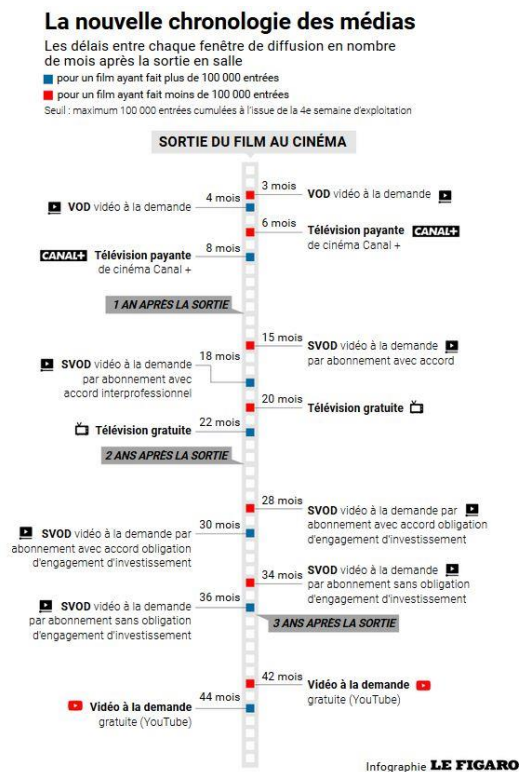 La nouvelle chronologie des médias
Les délais entre chaque fenêtre de diffusion en nombre
de mois après la sortie en salle
pour un film ayant fait plus de 100 000 entrées
pour un film ayant fait moins de 100 000 entrées
Seuil : maximum 100 000 entrées cumulées à l'issue de la 4e semaine d'exploitation
SORTIE DU FILM AU CINÉMA
3 mois
VOD vidéo à la demande
4 mois
VOD vidéo à la demande
6 mois
Télévision payante CANAL+
de cinéma Canal +
8 mois
CANAL+ Télévision payante
de cinéma Canal +
1 AN APRÈS LA SORTIE
15 mois
SVOD vidéo à la demande
par abonnement avec accord
18 mois
SVOD vidéo à la demande
par abonnement avec
accord interprofessionnel
20 mois
Télévision gratuite
22 mois
Télévision gratuite
2 ANS APRÈS LA SORTIE
28 mois
SVOD vidéo à la demande par
abonnement avec accord obligation
d'engagement d'investissement
30 mois
SVOD vidéo à la demande par
abonnement avec accord obligation
d'engagement d'investissement
34 mois
SVOD vidéo à la demande
par abonnement sans obligation
d'engagement d'investissement
36 mois
SVOD vidéo à la demande
par abonnement sans obligation
d'engagement d'investissement
3 ANS APRÈS LA SORTIE
42 mois
Vidéo à la demande
gratuite (YouTube)
44 mois
Vidéo à la demande
gratuite (YouTube)
Infographie LE FIGARO